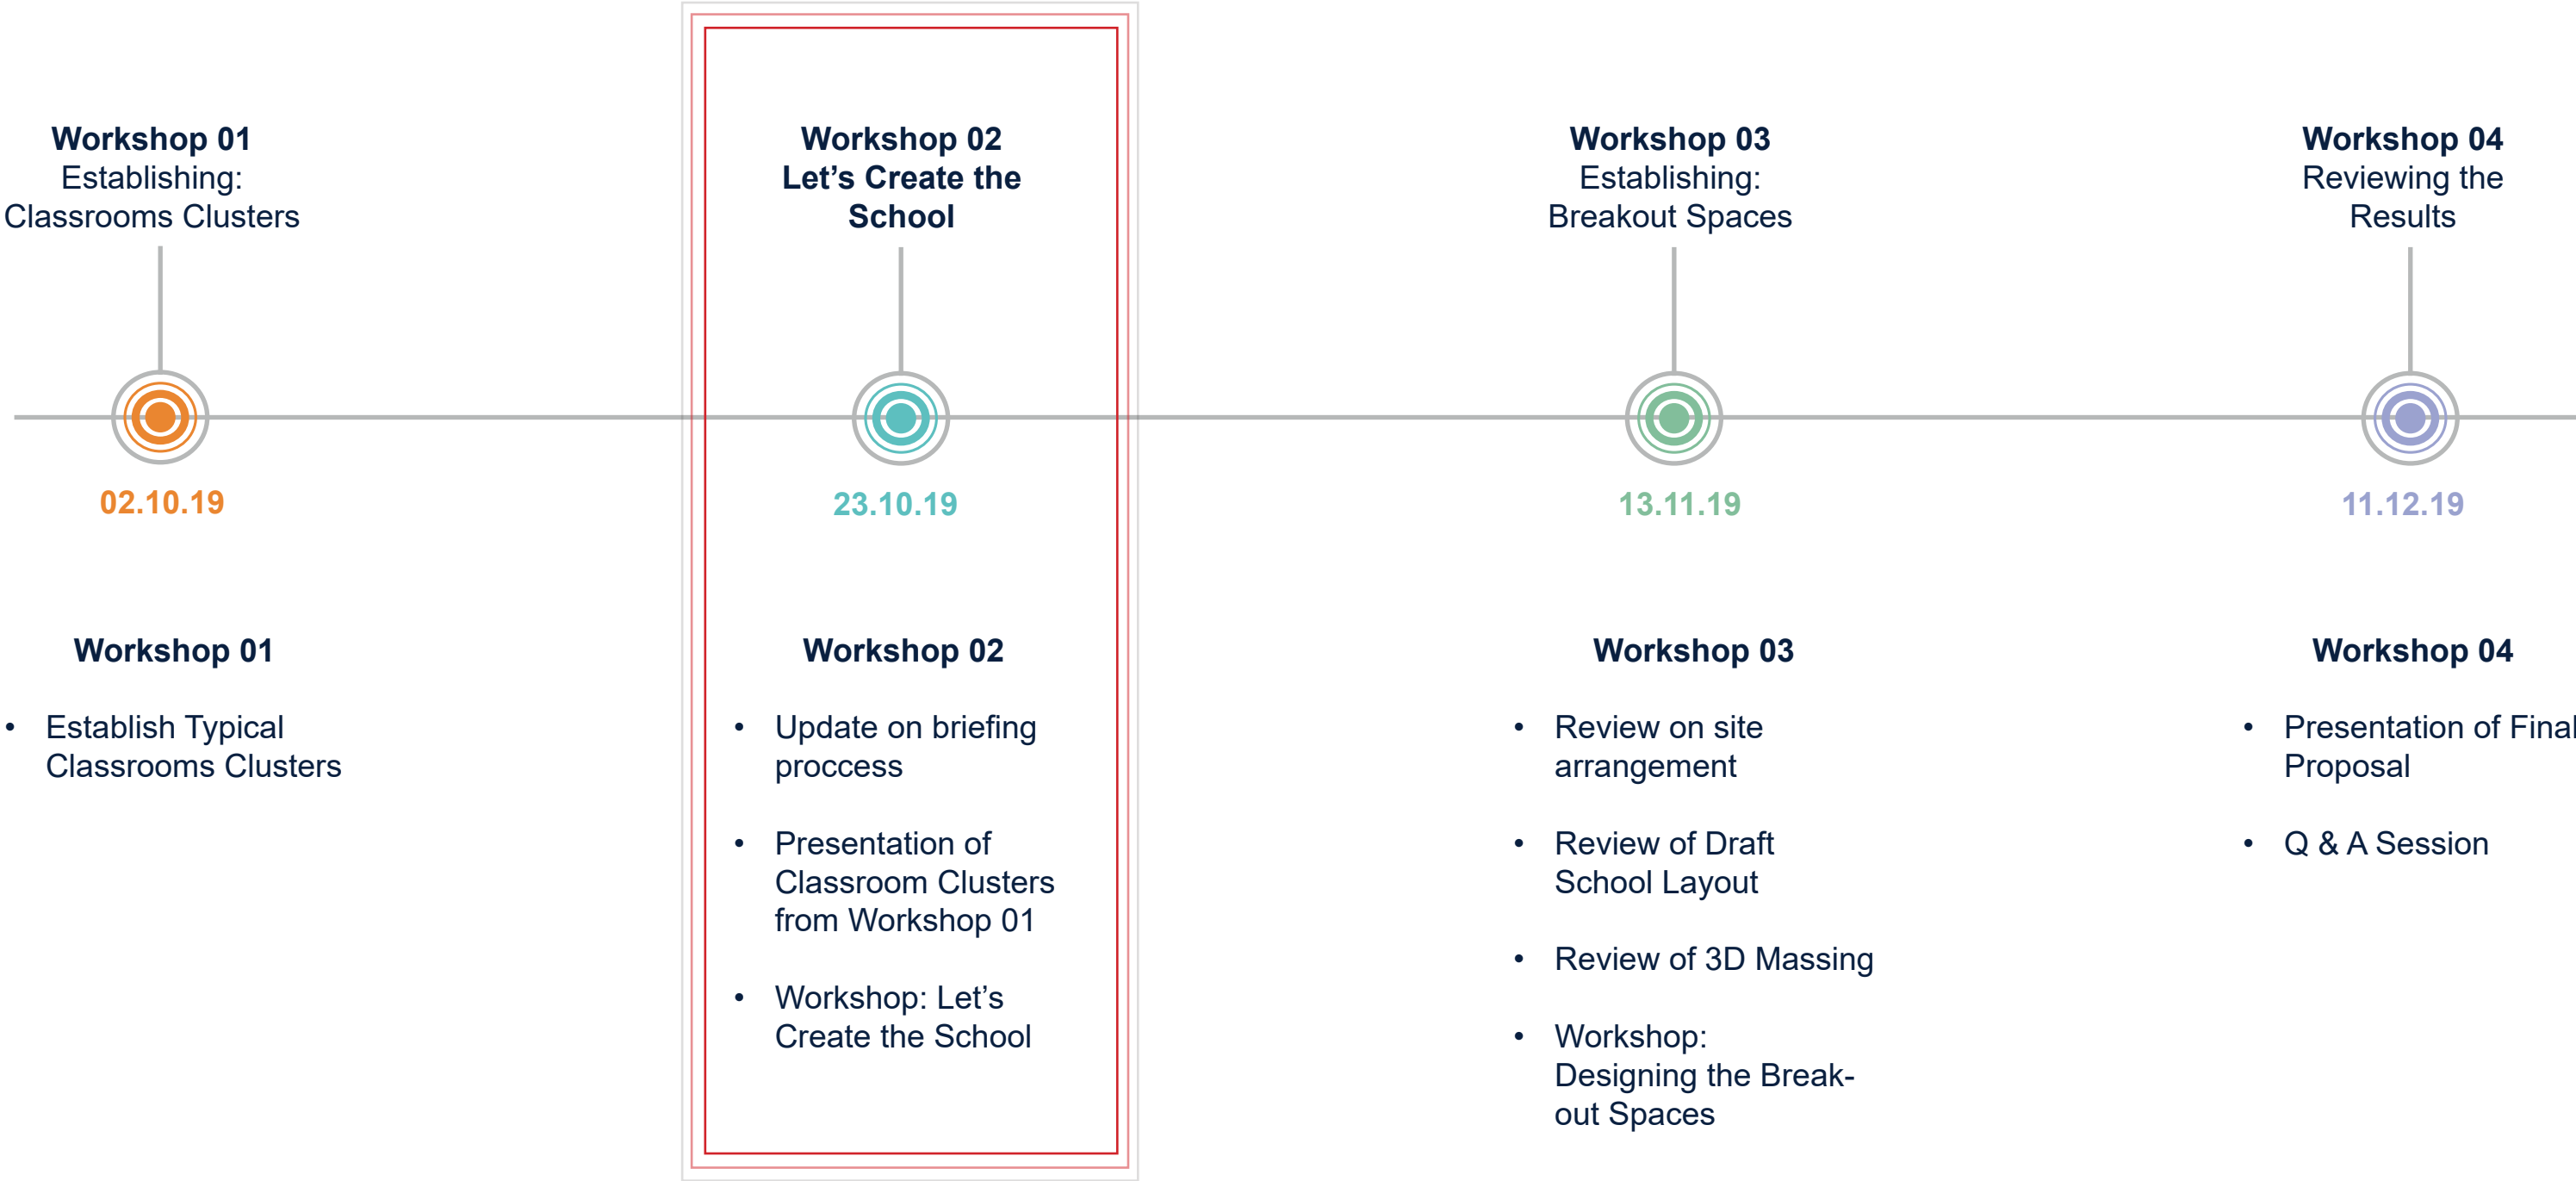 Workshop 01
Establishing:
Classrooms Clusters
Workshop 02
Let’s Create the
School
Workshop 03
Establishing:
Breakout Spaces
Workshop 04
Reviewing the
Results
02.10.19
23.10.19
13.11.19
11.12.19
Workshop 01
• Establish Typical
Classrooms Clusters
Workshop 02
• Update on briefing
proccess
• Presentation of
Classroom Clusters
from Workshop 01
• Workshop: Let’s
Create the School
Workshop 03
• Review on site
arrangement
• Review of Draft
School Layout
• Review of 3D Massing
• Workshop:
Designing the Break-
out Spaces
Workshop 04
• Presentation of Final
Proposal
• Q & A Session